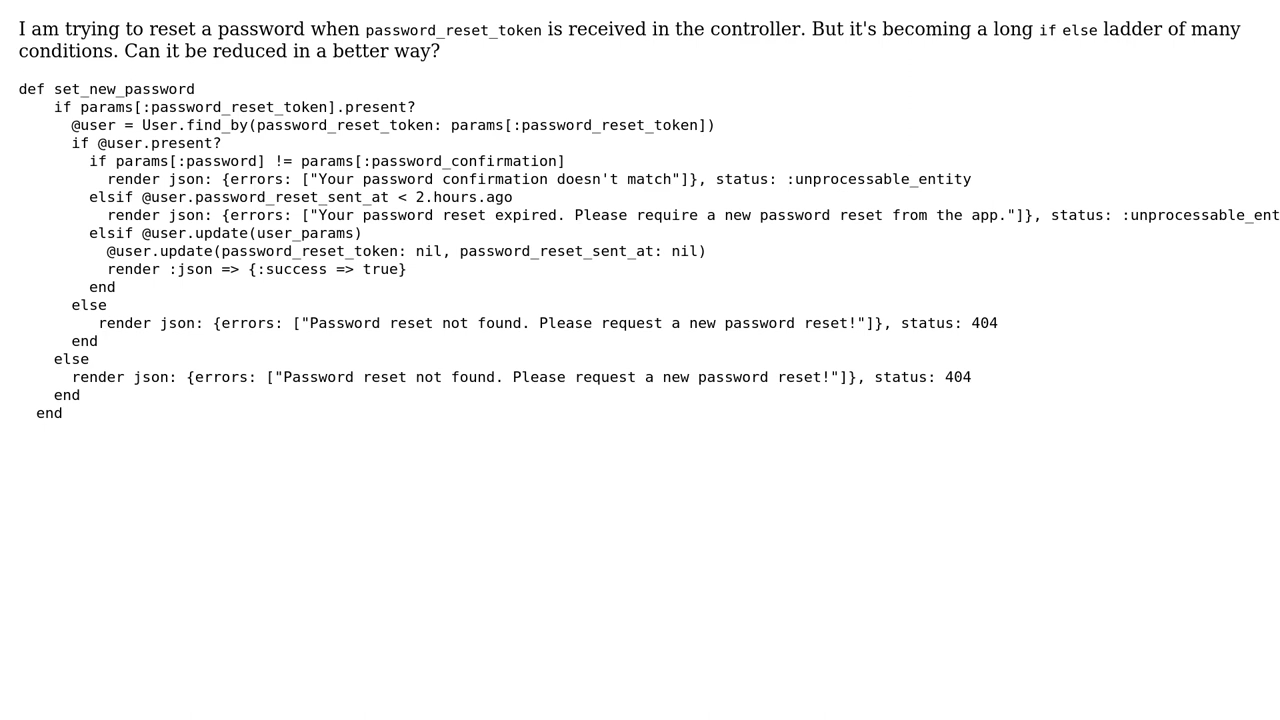 I am trying to reset a password when password_reset_token is received in the controller. But it's becoming a long if else ladder of many
conditions. Can it be reduced in a better way?
def set_new_password
    if params[:password_reset_token].present?
      @user = User.find_by(password_reset_token: params[:password_reset_token])
      if @user.present?
        if params[:password] != params[:password_confirmation]
          render json: {errors: ["Your password confirmation doesn't match"]}, status: :unprocessable_entity
        elsif @user.password_reset_sent_at < 2.hours.ago
          render json: {errors: ["Your password reset expired. Please require a new password reset from the app."]}, status: :unprocessable_ent
        elsif @user.update(user_params)
          @user.update(password_reset_token: nil, password_reset_sent_at: nil)
          render :json => {:success => true}
        end
      else
         render json: {errors: ["Password reset not found. Please request a new password reset!"]}, status: 404
      end
    else
      render json: {errors: ["Password reset not found. Please request a new password reset!"]}, status: 404
    end
  end